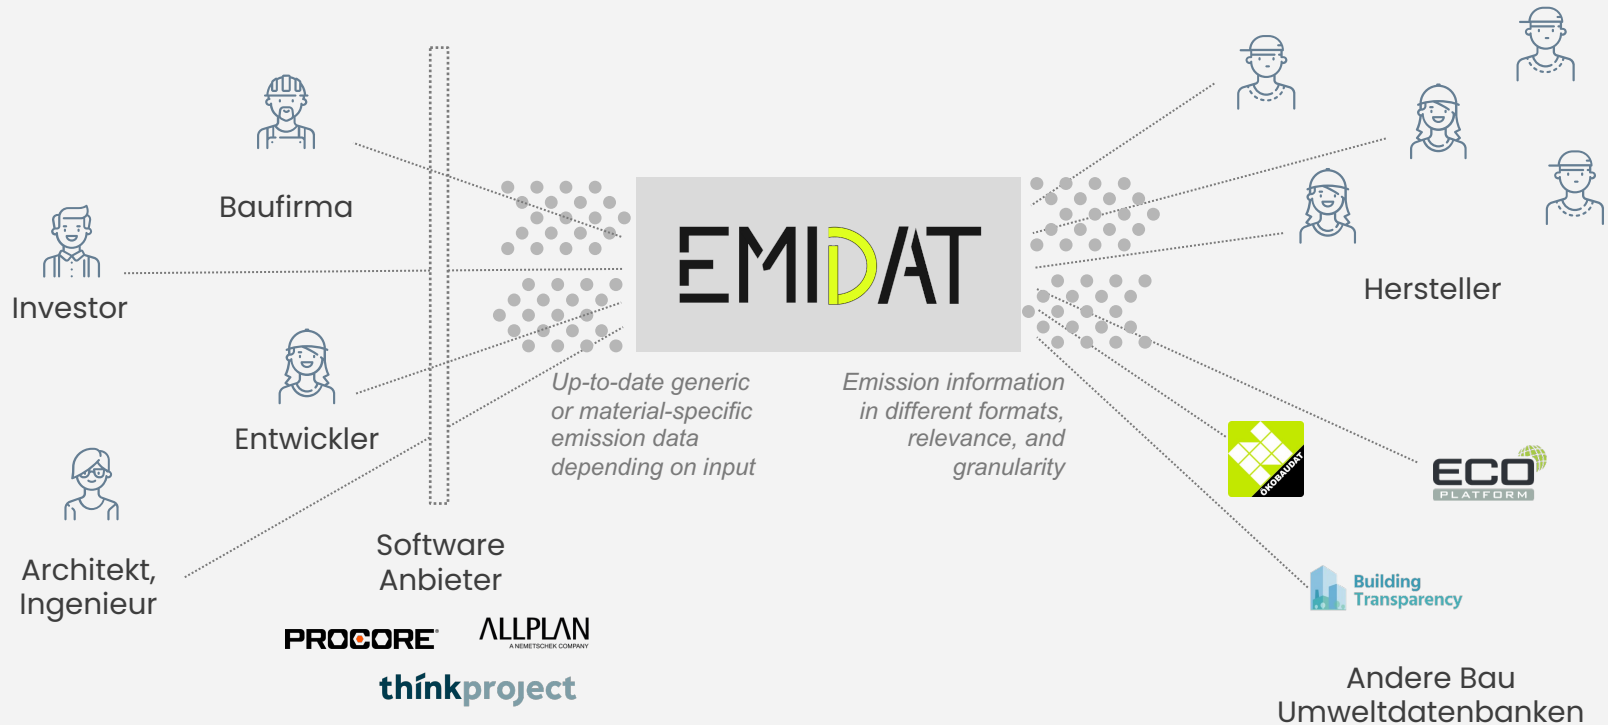 Baufirma
Investor
Entwickler
Architekt,
Ingenieur
Software
Anbieter
PROCORE®
ALLPLAN
A NEMETSCHEK COMPANY
thinkproject
EMIDAT
Up-to-date generic
or material-specific
emission data
depending on input
Emission information
in different formats,
relevance, and
granularity
Hersteller
ÖKOBAUDAT
ECO
PLATFORM
Building
Transparency
Andere Bau
Umweltdatenbanken